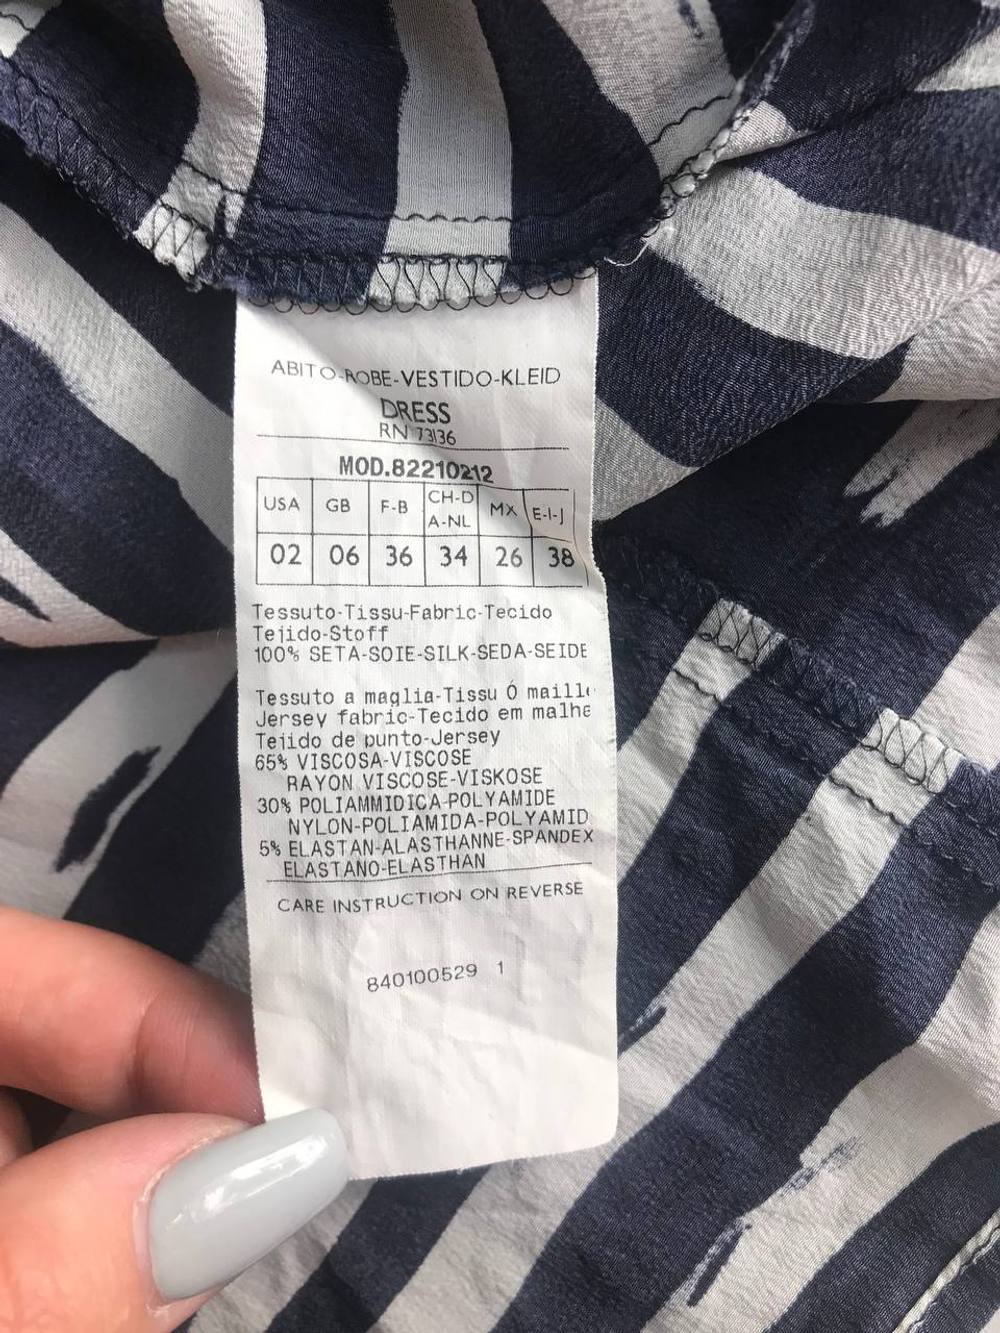 ABITO-ROBE-VESTIDO-KLEID
DRESS
RN 73136
MOD.82210212
USA GB F-B CH-D A-NL MX E-I-J
02 06 36 34 26 38
Tessuto-Tissu-Fabric-Tecido
Tejido-Stoff
100% SETA-SOIE-SILK-SEDA-SEIDE
Tessuto a maglia-Tissu Ó maille
Jersey fabric-Tecido em malhe
Tejido de punto-Jersey
65% VISCOSA-VISCOSE
RAYON VISCOSE-VISKOSE
30% POLIAMMIDICA-POLYAMIDE
NYLON-POLIAMIDA-POLYAMID
5% ELASTAN-ALASTHANNE-SPANDEX
ELASTANO-ELASTHAN
CARE INSTRUCTION ON REVERSE
840100529 1